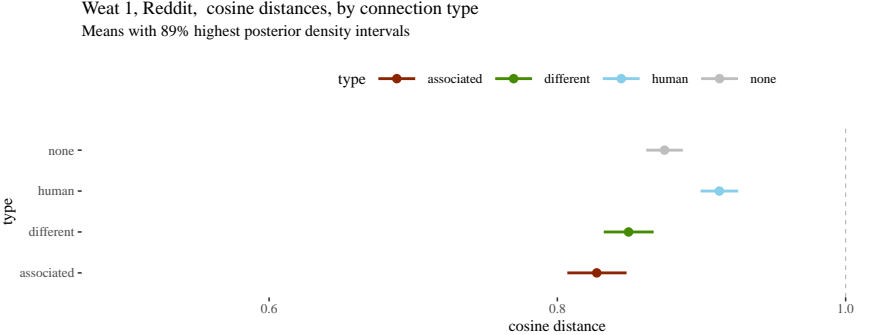 Weat 1, Reddit,  cosine distances, by connection type
Means with 89% highest posterior density intervals
type associated different human none
none
human
different
associated
type
0.6 0.8 1.0
cosine distance